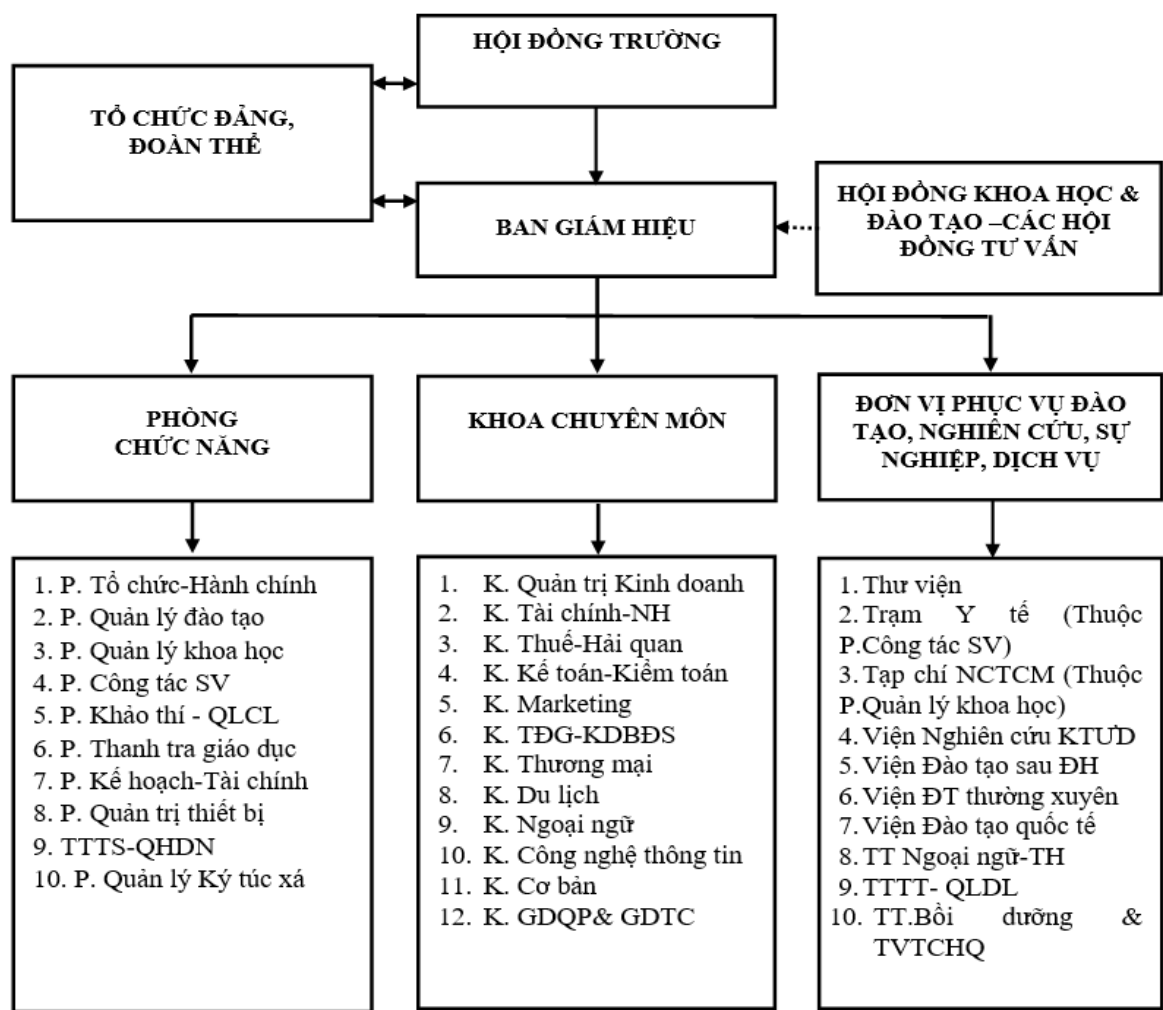 HỘI ĐỒNG TRƯỜNG
TỔ CHỨC ĐẢNG,
ĐOÀN THỂ
BAN GIÁM HIỆU
HỘI ĐỒNG KHOA HỌC &
ĐÀO TẠO –CÁC HỘI
ĐỒNG TƯ VẤN
PHÒNG
CHỨC NĂNG
KHOA CHUYÊN MÔN
ĐƠN VỊ PHỤC VỤ ĐÀO
TẠO, NGHIÊN CỨU, SỰ
NGHIỆP, DỊCH VỤ
1. P. Tổ chức-Hành chính
2. P. Quản lý đào tạo
3. P. Quản lý khoa học
4. P. Công tác SV
5. P. Khảo thí - QLCL
6. P. Thanh tra giáo dục
7. P. Kế hoạch-Tài chính
8. P. Quản trị thiết bị
9. TTTS-QHDN
10. P. Quản lý Ký túc xá
1. K. Quản trị Kinh doanh
2. K. Tài chính-NH
3. K. Thuế-Hải quan
4. K. Kế toán-Kiểm toán
5. K. Marketing
6. K. TĐG-KDBĐS
7. K. Thương mại
8. K. Du lịch
9. K. Ngoại ngữ
10. K. Công nghệ thông tin
11. K. Cơ bản
12. K. GDQP& GDTC
1. Thư viện
2. Trạm Y tế (Thuộc
P.Công tác SV)
3. Tạp chí NCTCM (Thuộc
P.Quản lý khoa học)
4. Viện Nghiên cứu KTƯD
5. Viện Đào tạo sau ĐH
6. Viện ĐT thường xuyên
7. Viện Đào tạo quốc tế
8. TT Ngoại ngữ-TH
9. TTTT- QLDL
10. TT.Bồi dưỡng &
TVTCHQ